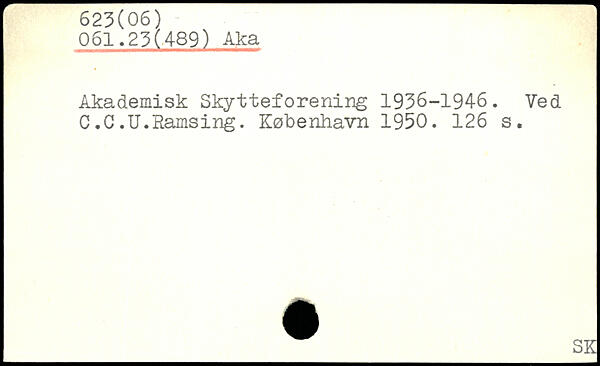 623(06)
061.23(489) Aka
Akademisk Skytteforening 1936-1946. Ved
C.C.U.Ramsing. København 1950. 126 s.
SK